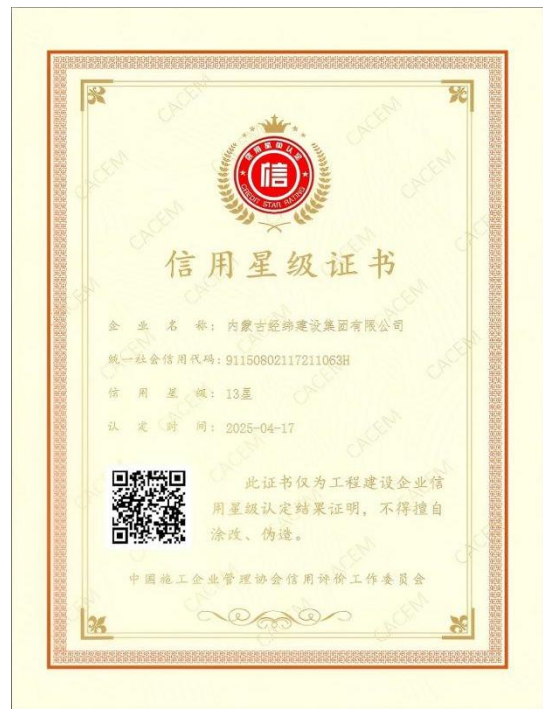 信用星级认定
信
CREDIT STAR RATING
信用星级证书
企业名称: 内蒙古经纬建设集团有限公司
统一社会信用代码: 91150802117211063H
信用星级: 13星
认定时间: 2025-04-17
此证书仅为工程建设企业信
用星级认定结果证明，不得擅自
涂改、伪造。
中国施工企业管理协会信用评价工作委员会
CACEM